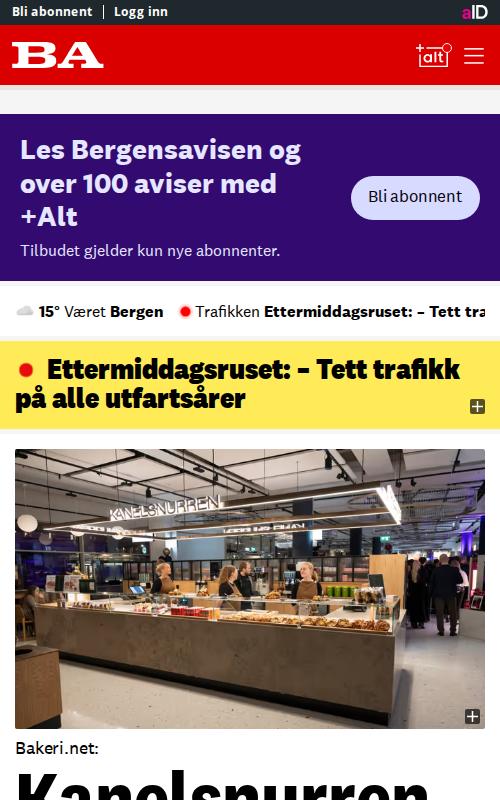 Bli abonnent | Logg inn
aID
BA
+alt
Les Bergensavisen og
over 100 aviser med
+Alt
Bli abonnent
Tilbudet gjelder kun nye abonnenter.
15° Været Bergen
Trafikken Ettermiddagsruset: – Tett tra
Ettermiddagsruset: – Tett trafikk
på alle utfartsårer
KANELSNURREN
Bakeri.net:
Kanelsnurren